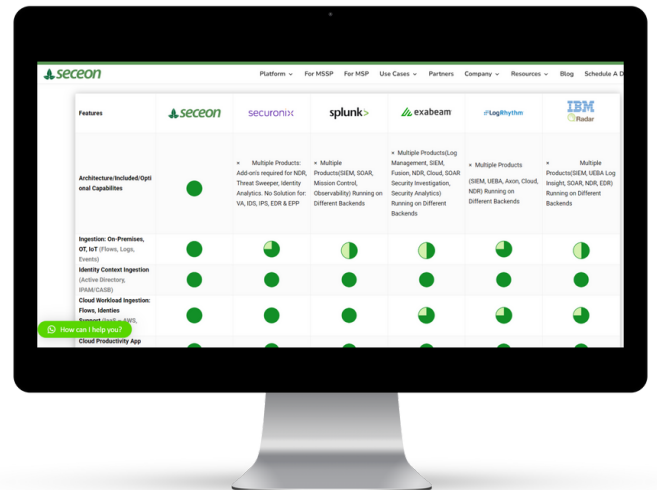 seceon
Platform
For MSSP
For MSP
Use Cases
Partners
Company
Resources
Blog
Schedule A D
Features
seceon
securonix
splunk>
exabeam
LogRhythm
IBM
Radar
Architecture/Included/Opti
onal Capabilites
× Multiple Products:
Add-on's required for NDR,
Threat Sweeper, Identity
Analytics. No Solution for:
VA, IDS, IPS, EDR & EPP
× Multiple
Products(SIEM, SOAR,
Mission Control,
Observability) Running on
Different Backends
× Multiple Products(Log
Management, SIEM,
Fusion, NDR, Cloud, SOAR
Security Investigation,
Security Analytics)
Running on Different
Backends
× Multiple Products
(SIEM, UEBA, Axon, Cloud,
NDR) Running on
Different Backends
× Multiple
Products(SIEM, UEBA Log
Insight, SOAR, NDR, EDR)
Running on Different
Backends
Ingestion: On-Premises,
OT, IoT (Flows, Logs,
Events)
Identity Context Ingestion
(Active Directory,
IPAM/CASB)
Cloud Workload Ingestion:
Flows, Identies
Support (IaaS – AWS,
How can I help you?
Cloud Productivity App